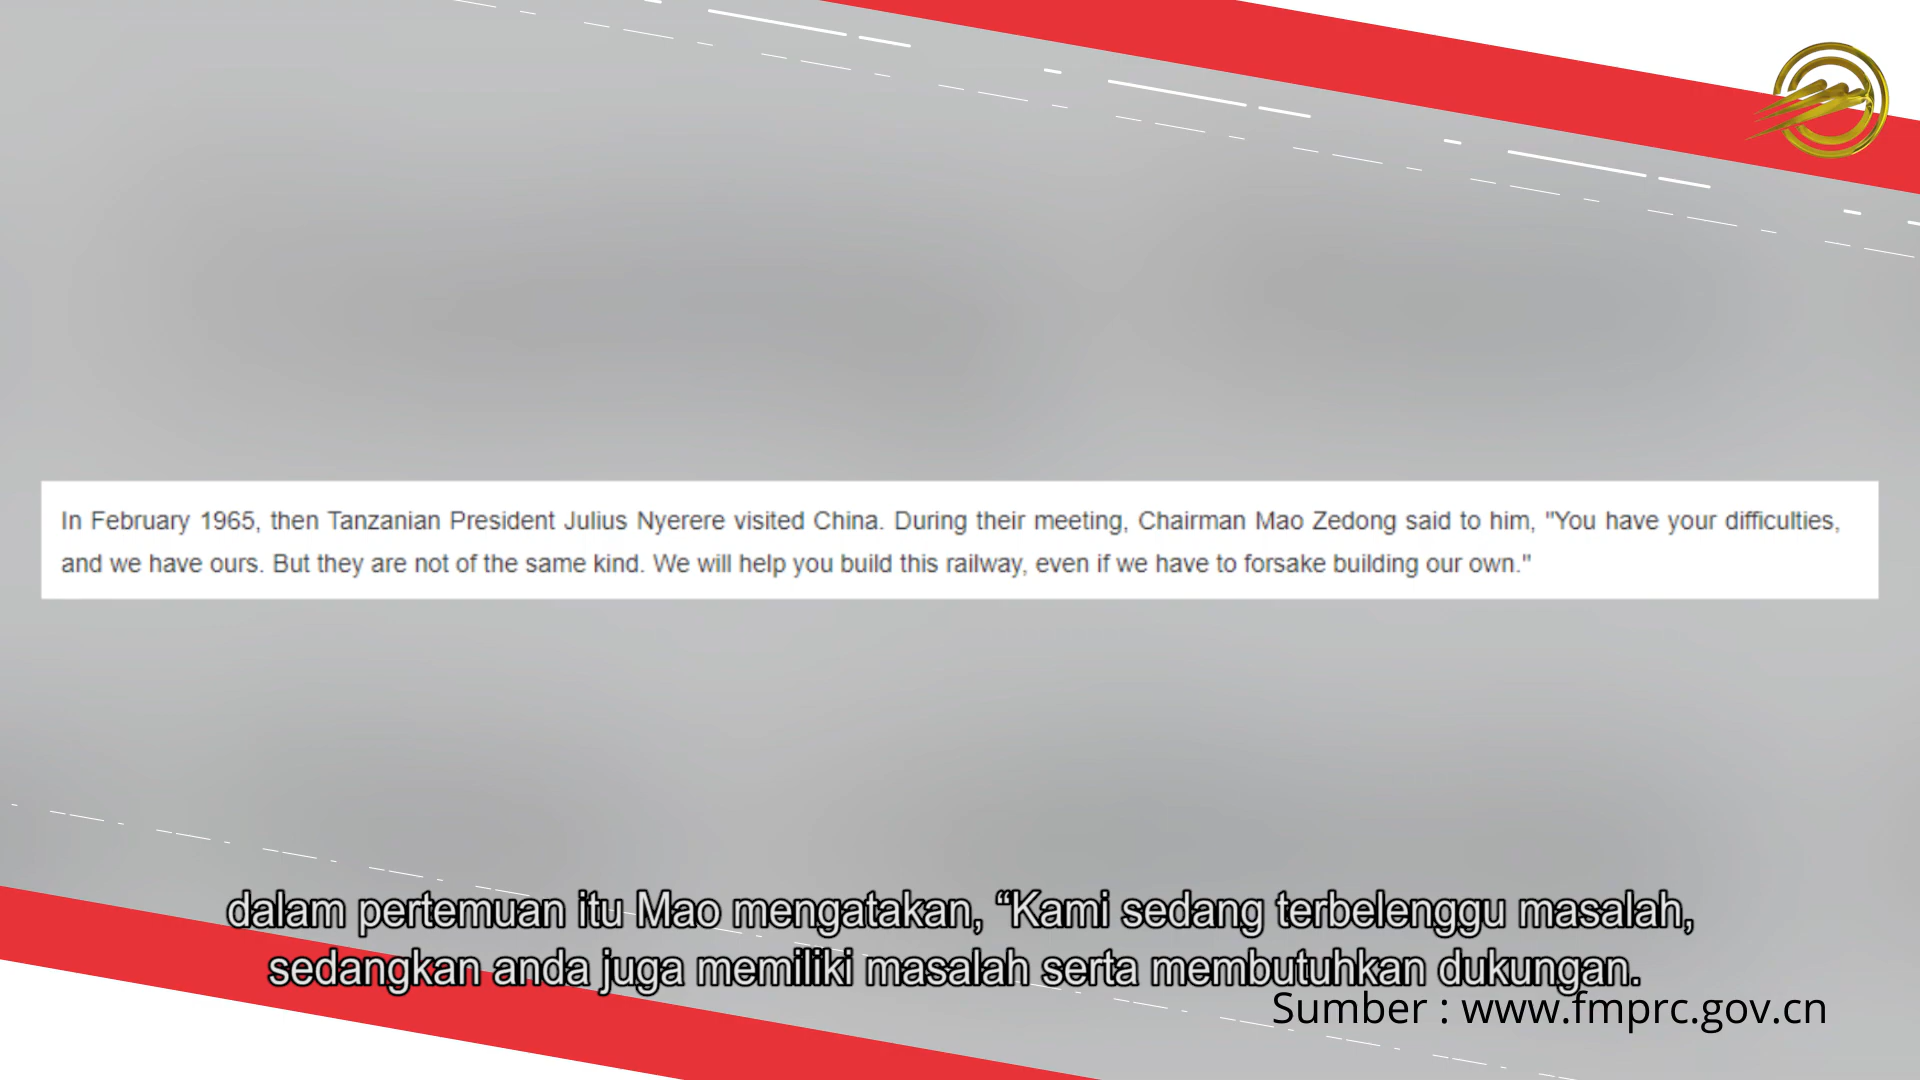 In February 1965, then Tanzanian President Julius Nyerere visited China. During their meeting, Chairman Mao Zedong said to him, "You have your difficulties,
and we have ours. But they are not of the same kind. We will help you build this railway, even if we have to forsake building our own."
dalam pertemuan itu Mao mengatakan, “Kami sedang terbelenggu masalah,
sedangkan anda juga memiliki masalah serta membutuhkan dukungan.
Sumber : www.fmprc.gov.cn